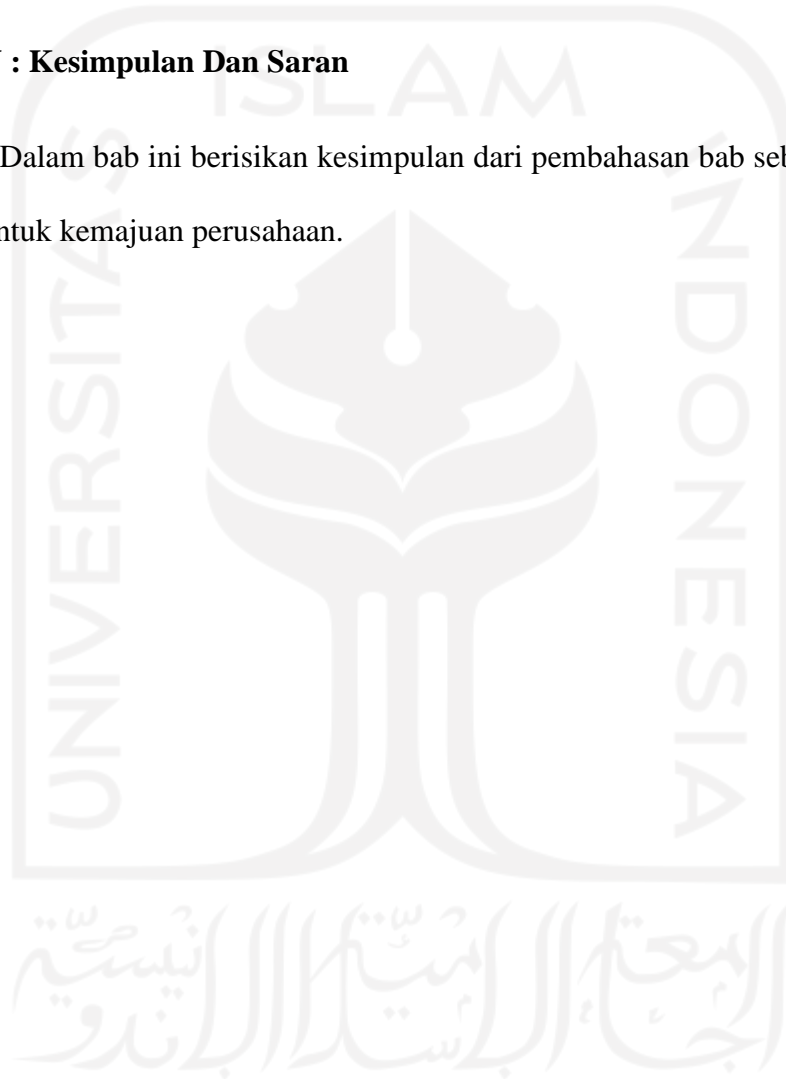 : Kesimpulan Dan Saran
Dalam bab ini berisikan kesimpulan dari pembahasan bab
kemajuan perusahaan.
ISLAM
UNIVERSITAS
INDONESIA